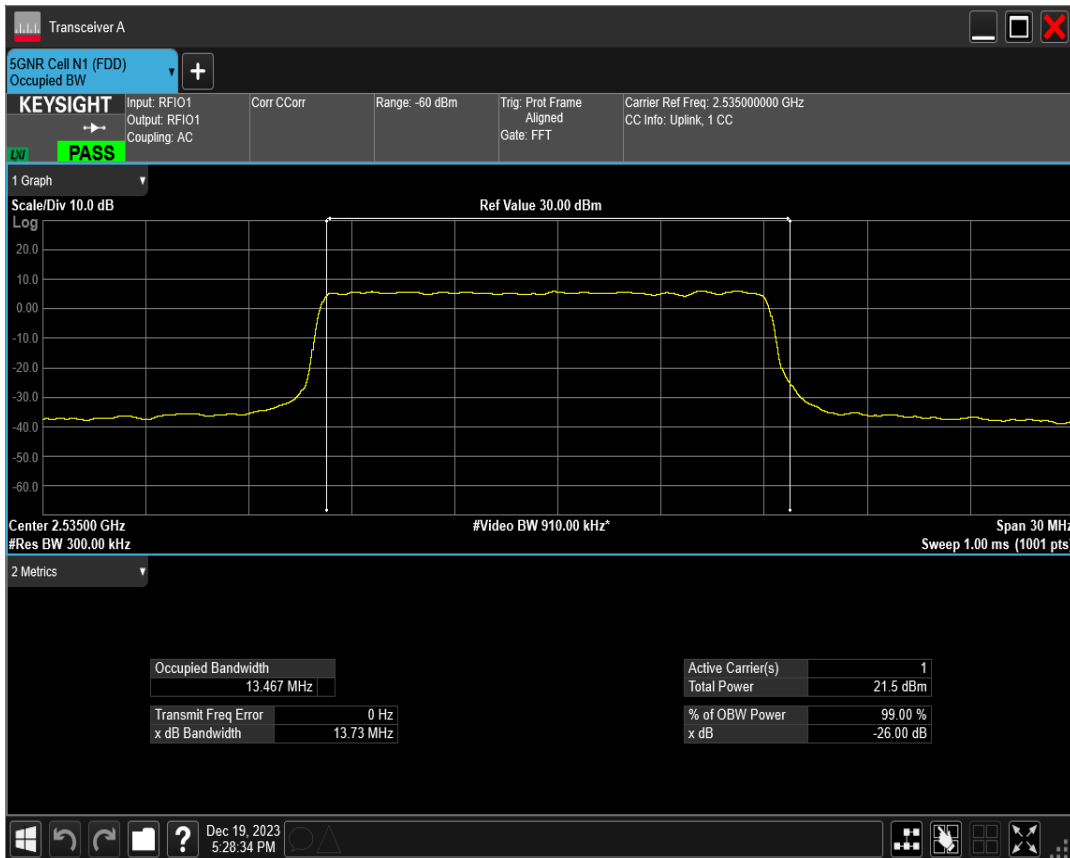 Transceiver A
5GNR Cell N1 (FDD)
Occupied BW
+
KEYSIGHT
LXI
PASS
Input: RFIO1
Output: RFIO1
Coupling: AC
Corr CCorr
Range: -60 dBm
Trig: Prot Frame
Aligned
Gate: FFT
Carrier Ref Freq: 2.535000000 GHz
CC Info: Uplink, 1 CC
1 Graph
Scale/Div 10.0 dB
Ref Value 30.00 dBm
Log
20.0
10.0
0.00
-10.0
-20.0
-30.0
-40.0
-50.0
-60.0
Center 2.53500 GHz
#Video BW 910.00 kHz*
Span 30 MHz
#Res BW 300.00 kHz
Sweep 1.00 ms (1001 pts)
2 Metrics
Occupied Bandwidth
13.467 MHz
Transmit Freq Error 0 Hz
x dB Bandwidth 13.73 MHz
Active Carrier(s) 1
Total Power 21.5 dBm
% of OBW Power 99.00 %
x dB -26.00 dB
?
Dec 19, 2023
5:28:34 PM